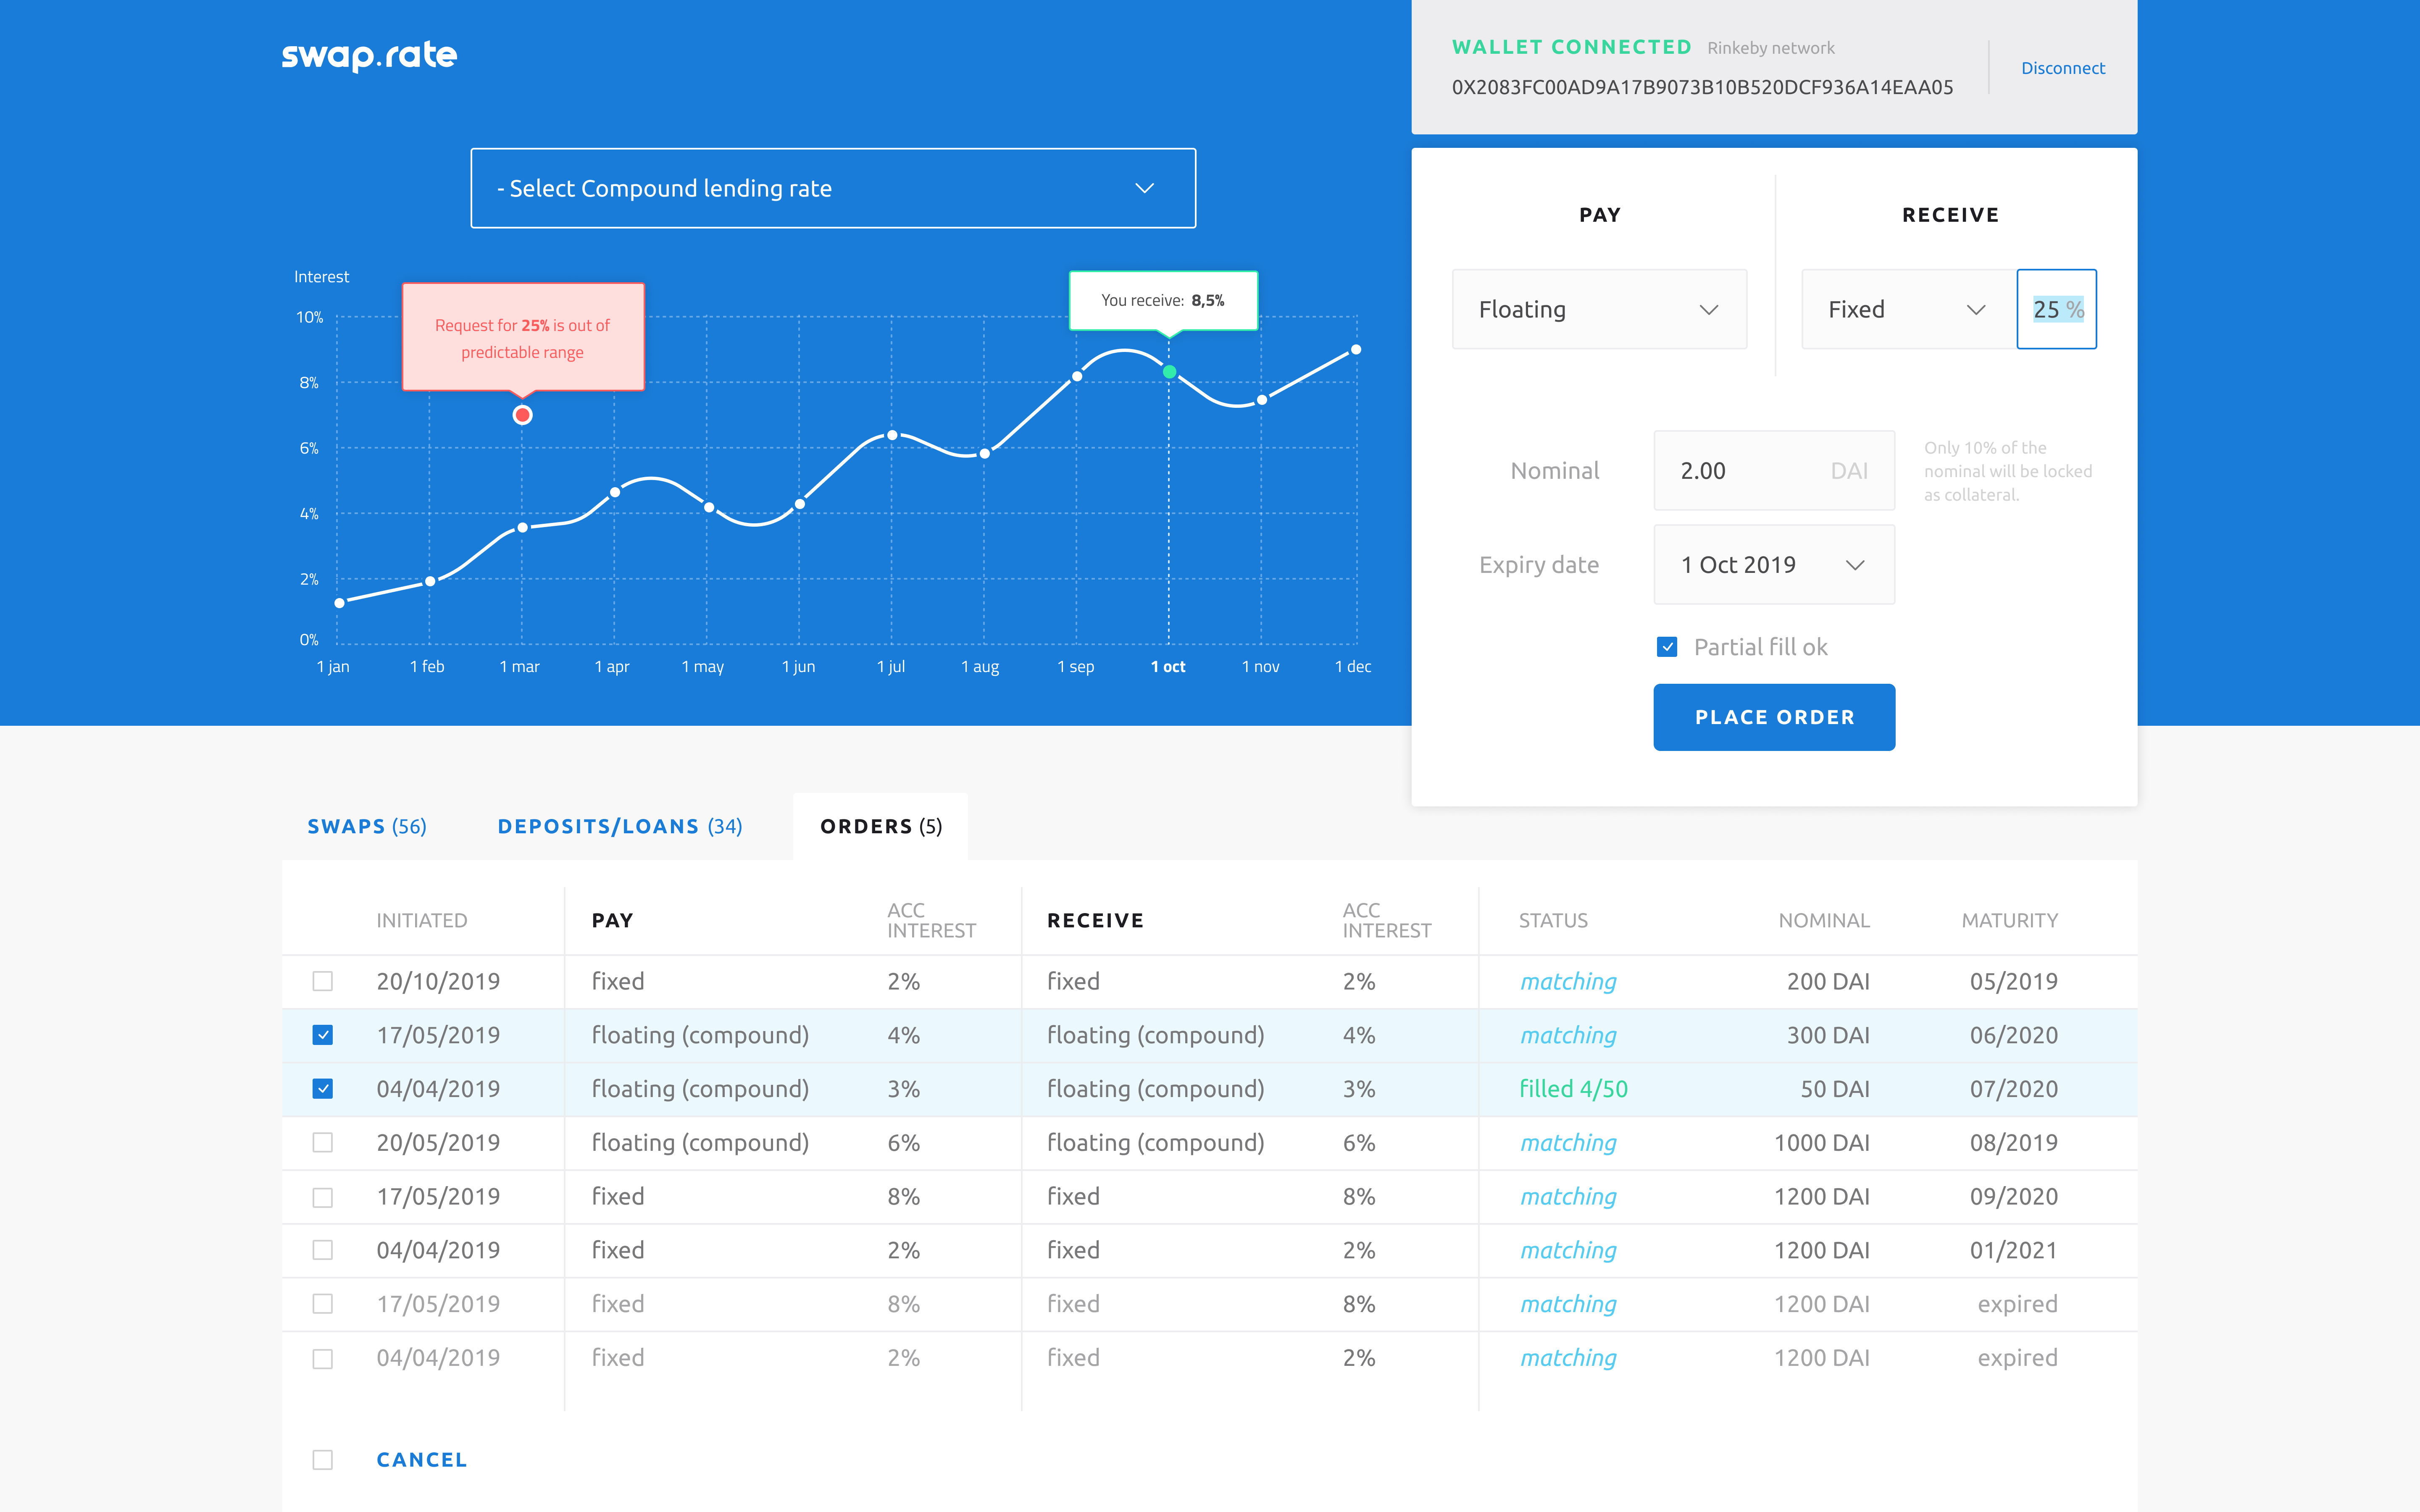 swap.rate
WALLET CONNECTED Rinkeby network
0X2083FC00AD9A17B9073B10B520DCF936A14EAA05
Disconnect
- Select Compound lending rate
Interest
10%
8%
6%
4%
2%
0%
Request for 25% is out of
predictable range
You receive: 8,5%
1 jan 1 feb 1 mar 1 apr 1 may 1 jun 1 jul 1 aug 1 sep 1 oct 1 nov 1 dec
PAY RECEIVE
Floating Fixed 25 %
Nominal 2.00 DAI
Only 10% of the
nominal will be locked
as collateral.
Expiry date 1 Oct 2019
Partial fill ok
PLACE ORDER
SWAPS (56) DEPOSITS/LOANS (34) ORDERS (5)
INITIATED PAY ACC INTEREST RECEIVE ACC INTEREST STATUS NOMINAL MATURITY
20/10/2019 fixed 2% fixed 2% matching 200 DAI 05/2019
17/05/2019 floating (compound) 4% floating (compound) 4% matching 300 DAI 06/2020
04/04/2019 floating (compound) 3% floating (compound) 3% filled 4/50 50 DAI 07/2020
20/05/2019 floating (compound) 6% floating (compound) 6% matching 1000 DAI 08/2019
17/05/2019 fixed 8% fixed 8% matching 1200 DAI 09/2020
04/04/2019 fixed 2% fixed 2% matching 1200 DAI 01/2021
17/05/2019 fixed 8% fixed 8% matching 1200 DAI expired
04/04/2019 fixed 2% fixed 2% matching 1200 DAI expired
CANCEL